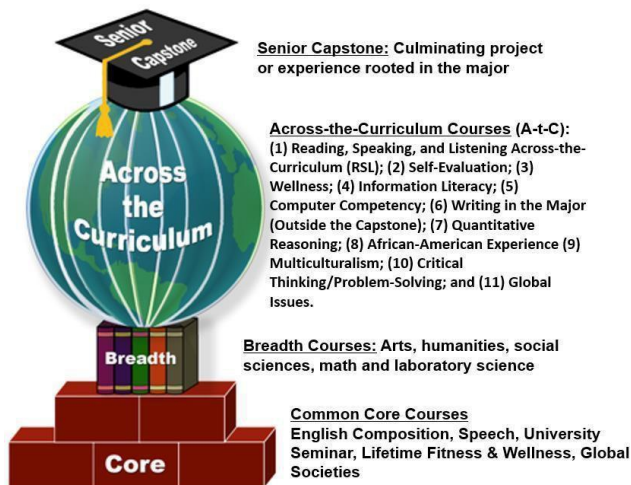 Senior
Capstone
Senior Capstone: Culminating project
or experience rooted in the major
Across
the
Curriculum
Across-the-Curriculum Courses (A-t-C):
(1) Reading, Speaking, and Listening Across-the-
Curriculum (RSL); (2) Self-Evaluation; (3)
Wellness; (4) Information Literacy; (5)
Computer Competency; (6) Writing in the Major
(Outside the Capstone); (7) Quantitative
Reasoning; (8) African-American Experience (9)
Multiculturalism; (10) Critical
Thinking/Problem-Solving; and (11) Global
Issues.
Breadth
Breadth Courses: Arts, humanities, social
sciences, math and laboratory science
Core
Common Core Courses
English Composition, Speech, University
Seminar, Lifetime Fitness & Wellness, Global
Societies